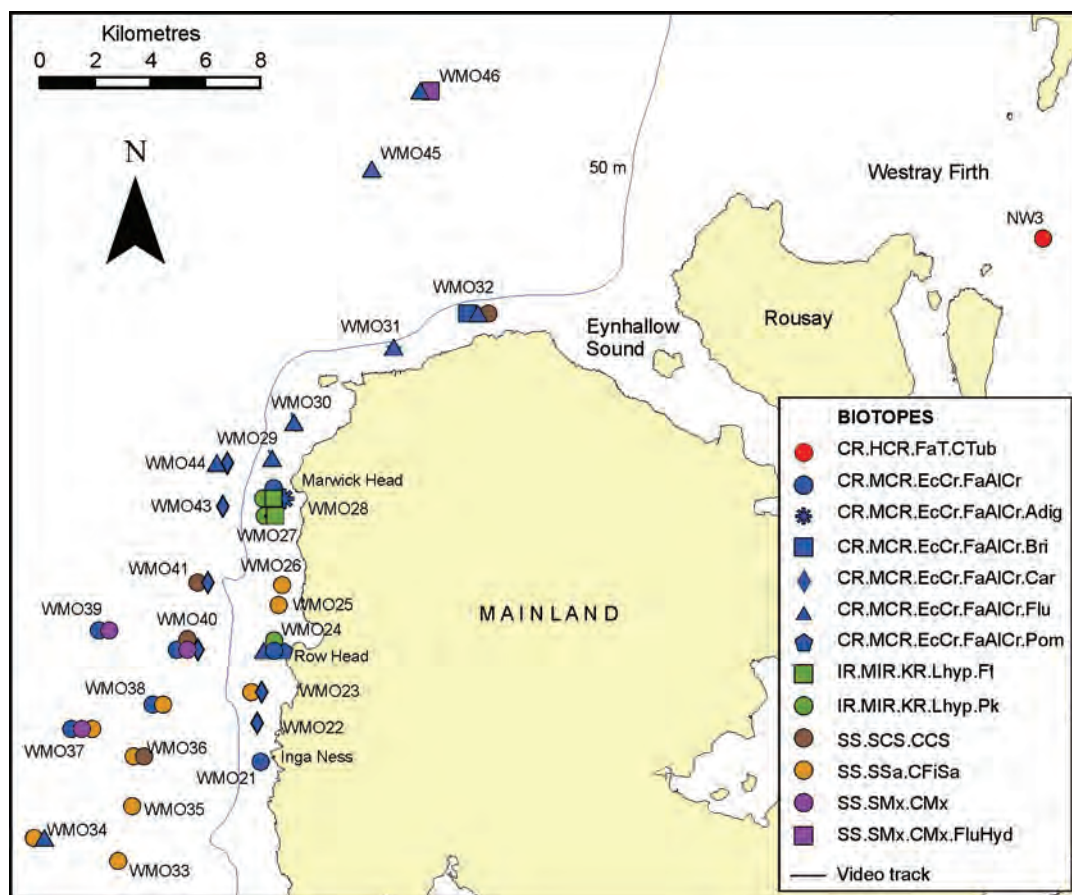 Kilometres
0 2 4 6 8
N
WMO46
WMO45
50 m
Westray Firth
NW3
WMO32
WMO31
Eynhallow
Sound
Rousay
WMO30
WMO29
WMO44
Marwick Head
WMO43
WMO28
WMO27
WMO41
WMO26
WMO25
WMO39
WMO40
WMO24
MAINLAND
Row Head
WMO38
WMO23
WMO22
WMO37
WMO36
WMO21
Inga Ness
WMO35
WMO34
WMO33
BIOTOPES
CR.HCR.FaT.CTub
CR.MCR.EcCr.FaAlCr
CR.MCR.EcCr.FaAlCr.Adig
CR.MCR.EcCr.FaAlCr.Bri
CR.MCR.EcCr.FaAlCr.Car
CR.MCR.EcCr.FaAlCr.Flu
CR.MCR.EcCr.FaAlCr.Pom
IR.MIR.KR.Lhyp.Ft
IR.MIR.KR.Lhyp.Pk
SS.SCS.CCS
SS.SSa.CFiSa
SS.SMx.CMx
SS.SMx.CMx.FluHyd
Video track